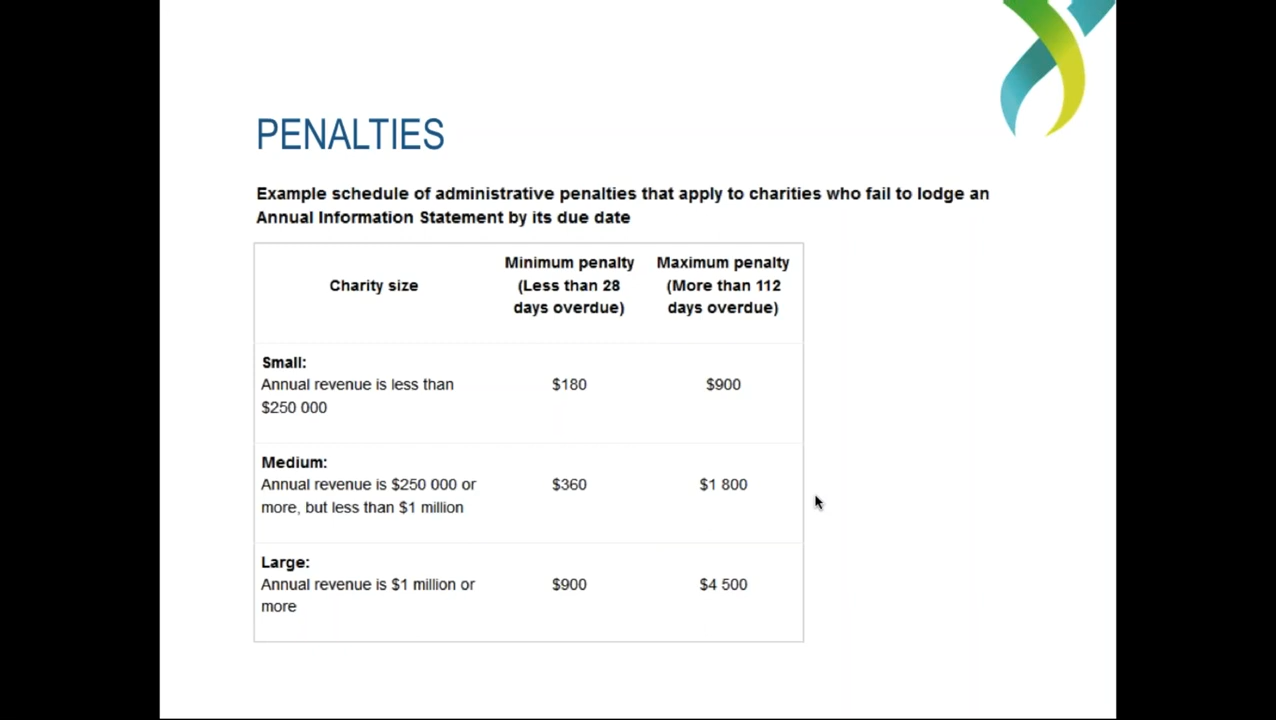 PENALTIES
Example schedule of administrative penalties that apply to charities who fail to lodge an
Annual Information Statement by its due date
Charity size
Minimum penalty
(Less than 28
days overdue)
Maximum penalty
(More than 112
days overdue)
Small:
Annual revenue is less than
$250 000
$180
$900
Medium:
Annual revenue is $250 000 or
more, but less than $1 million
$360
$1 800
Large:
Annual revenue is $1 million or
more
$900
$4 500